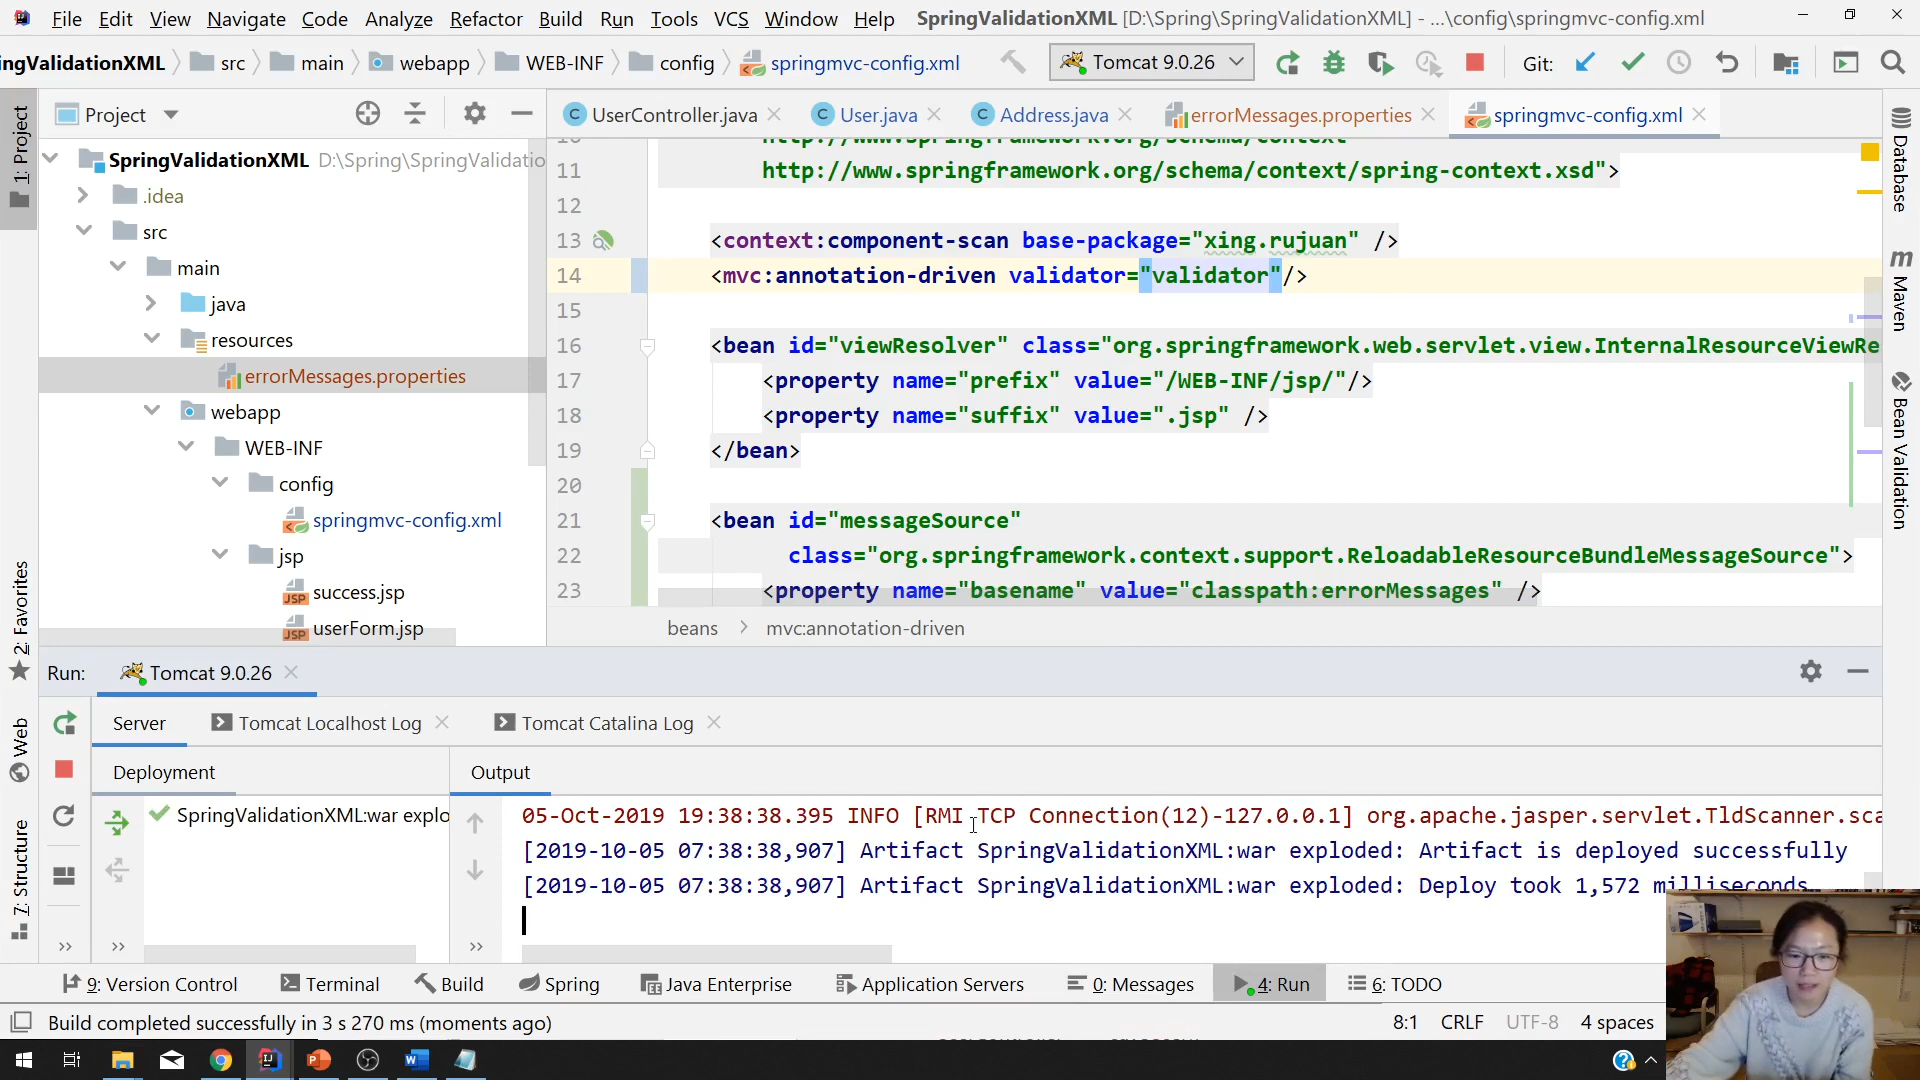 File Edit View Navigate Code Analyze Refactor Build Run Tools VCS Window Help SpringValidationXML [D:\Spring\SpringValidationXML] - ...\config\springmvc-config.xml
ingValidationXML src main webapp WEB-INF config springmvc-config.xml Tomcat 9.0.26 Git:
Project
UserController.java User.java Address.java errorMessages.properties springmvc-config.xml
1: Project
2: Favorites
Web
7: Structure
SpringValidationXML D:\Spring\SpringValidatio
.idea
src
main
java
resources
errorMessages.properties
webapp
WEB-INF
config
springmvc-config.xml
jsp
success.jsp
userForm.jsp
10 http://www.springframework.org/schema/context
11 http://www.springframework.org/schema/context/spring-context.xsd">
12
13 <context:component-scan base-package="xing.rujuan" />
14 <mvc:annotation-driven validator="validator"/>
15
16 <bean id="viewResolver" class="org.springframework.web.servlet.view.InternalResourceViewRe
17 <property name="prefix" value="/WEB-INF/jsp/"/>
18 <property name="suffix" value=".jsp" />
19 </bean>
20
21 <bean id="messageSource"
22 class="org.springframework.context.support.ReloadableResourceBundleMessageSource">
23 <property name="basename" value="classpath:errorMessages" />
beans mvc:annotation-driven
Database
Maven
Bean Validation
Run: Tomcat 9.0.26
Server Tomcat Localhost Log Tomcat Catalina Log
Deployment Output
SpringValidationXML:war explo
05-Oct-2019 19:38:38.395 INFO [RMI TCP Connection(12)-127.0.0.1] org.apache.jasper.servlet.TldScanner.sca
[2019-10-05 07:38:38,907] Artifact SpringValidationXML:war exploded: Artifact is deployed successfully
[2019-10-05 07:38:38,907] Artifact SpringValidationXML:war exploded: Deploy took 1,572 milliseconds
9: Version Control Terminal Build Spring Java Enterprise Application Servers 0: Messages 4: Run 6: TODO
Build completed successfully in 3 s 270 ms (moments ago) 8:1 CRLF UTF-8 4 spaces